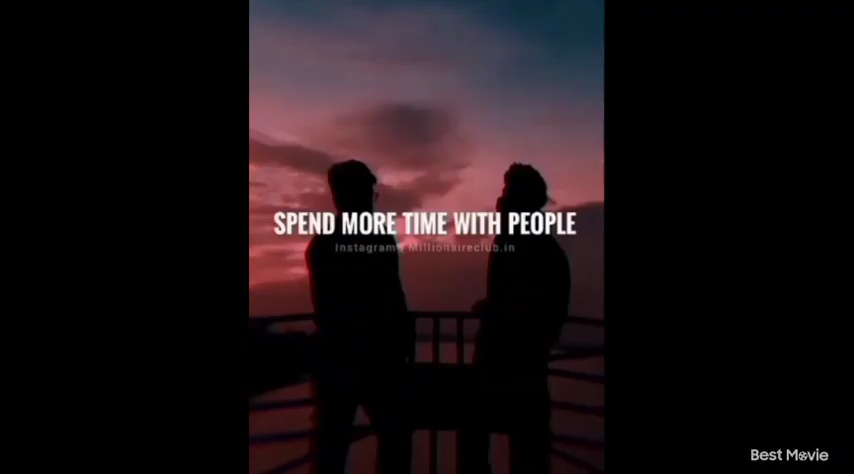 SPEND MORE TIME WITH PEOPLE
Instagram | Millionaireclub.in
Best Movie